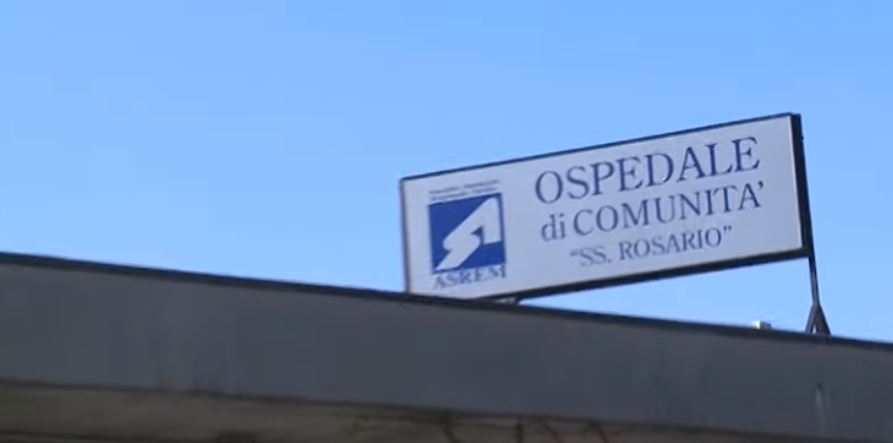 OSPEDALE
di COMUNITA'
"SS. ROSARIO"
ASREM